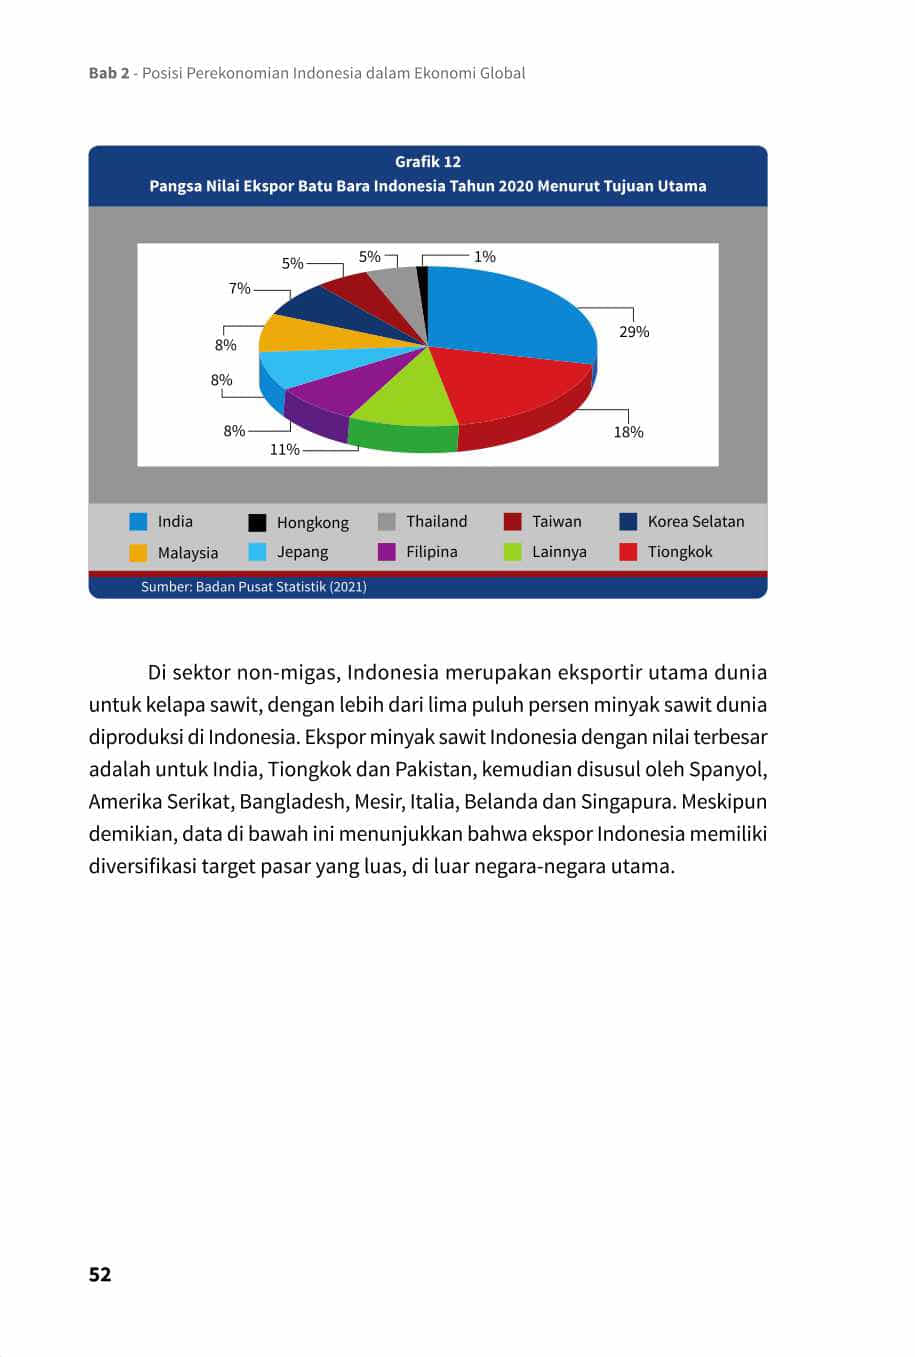 Bab 2 - Posisi Perekonomian Indonesia dalam Ekonomi Global
Grafik 12
Pangsa Nilai Ekspor Batu Bara Indonesia Tahun 2020 Menurut Tujuan Utama
5%
5%
1%
7%
29%
8%
8%
8%
18%
11%
India
Hongkong
Thailand
Taiwan
Korea Selatan
Malaysia
Jepang
Filipina
Lainnya
Tiongkok
Sumber: Badan Pusat Statistik (2021)
Di sektor non-migas, Indonesia merupakan eksportir utama dunia
untuk kelapa sawit, dengan lebih dari lima puluh persen minyak sawit dunia
diproduksi di Indonesia. Ekspor minyak sawit Indonesia dengan nilai terbesar
adalah untuk India, Tiongkok dan Pakistan, kemudian disusul oleh Spanyol,
Amerika Serikat, Bangladesh, Mesir, Italia, Belanda dan Singapura. Meskipun
demikian, data di bawah ini menunjukkan bahwa ekspor Indonesia memiliki
diversifikasi target pasar yang luas, di luar negara-negara utama.
52